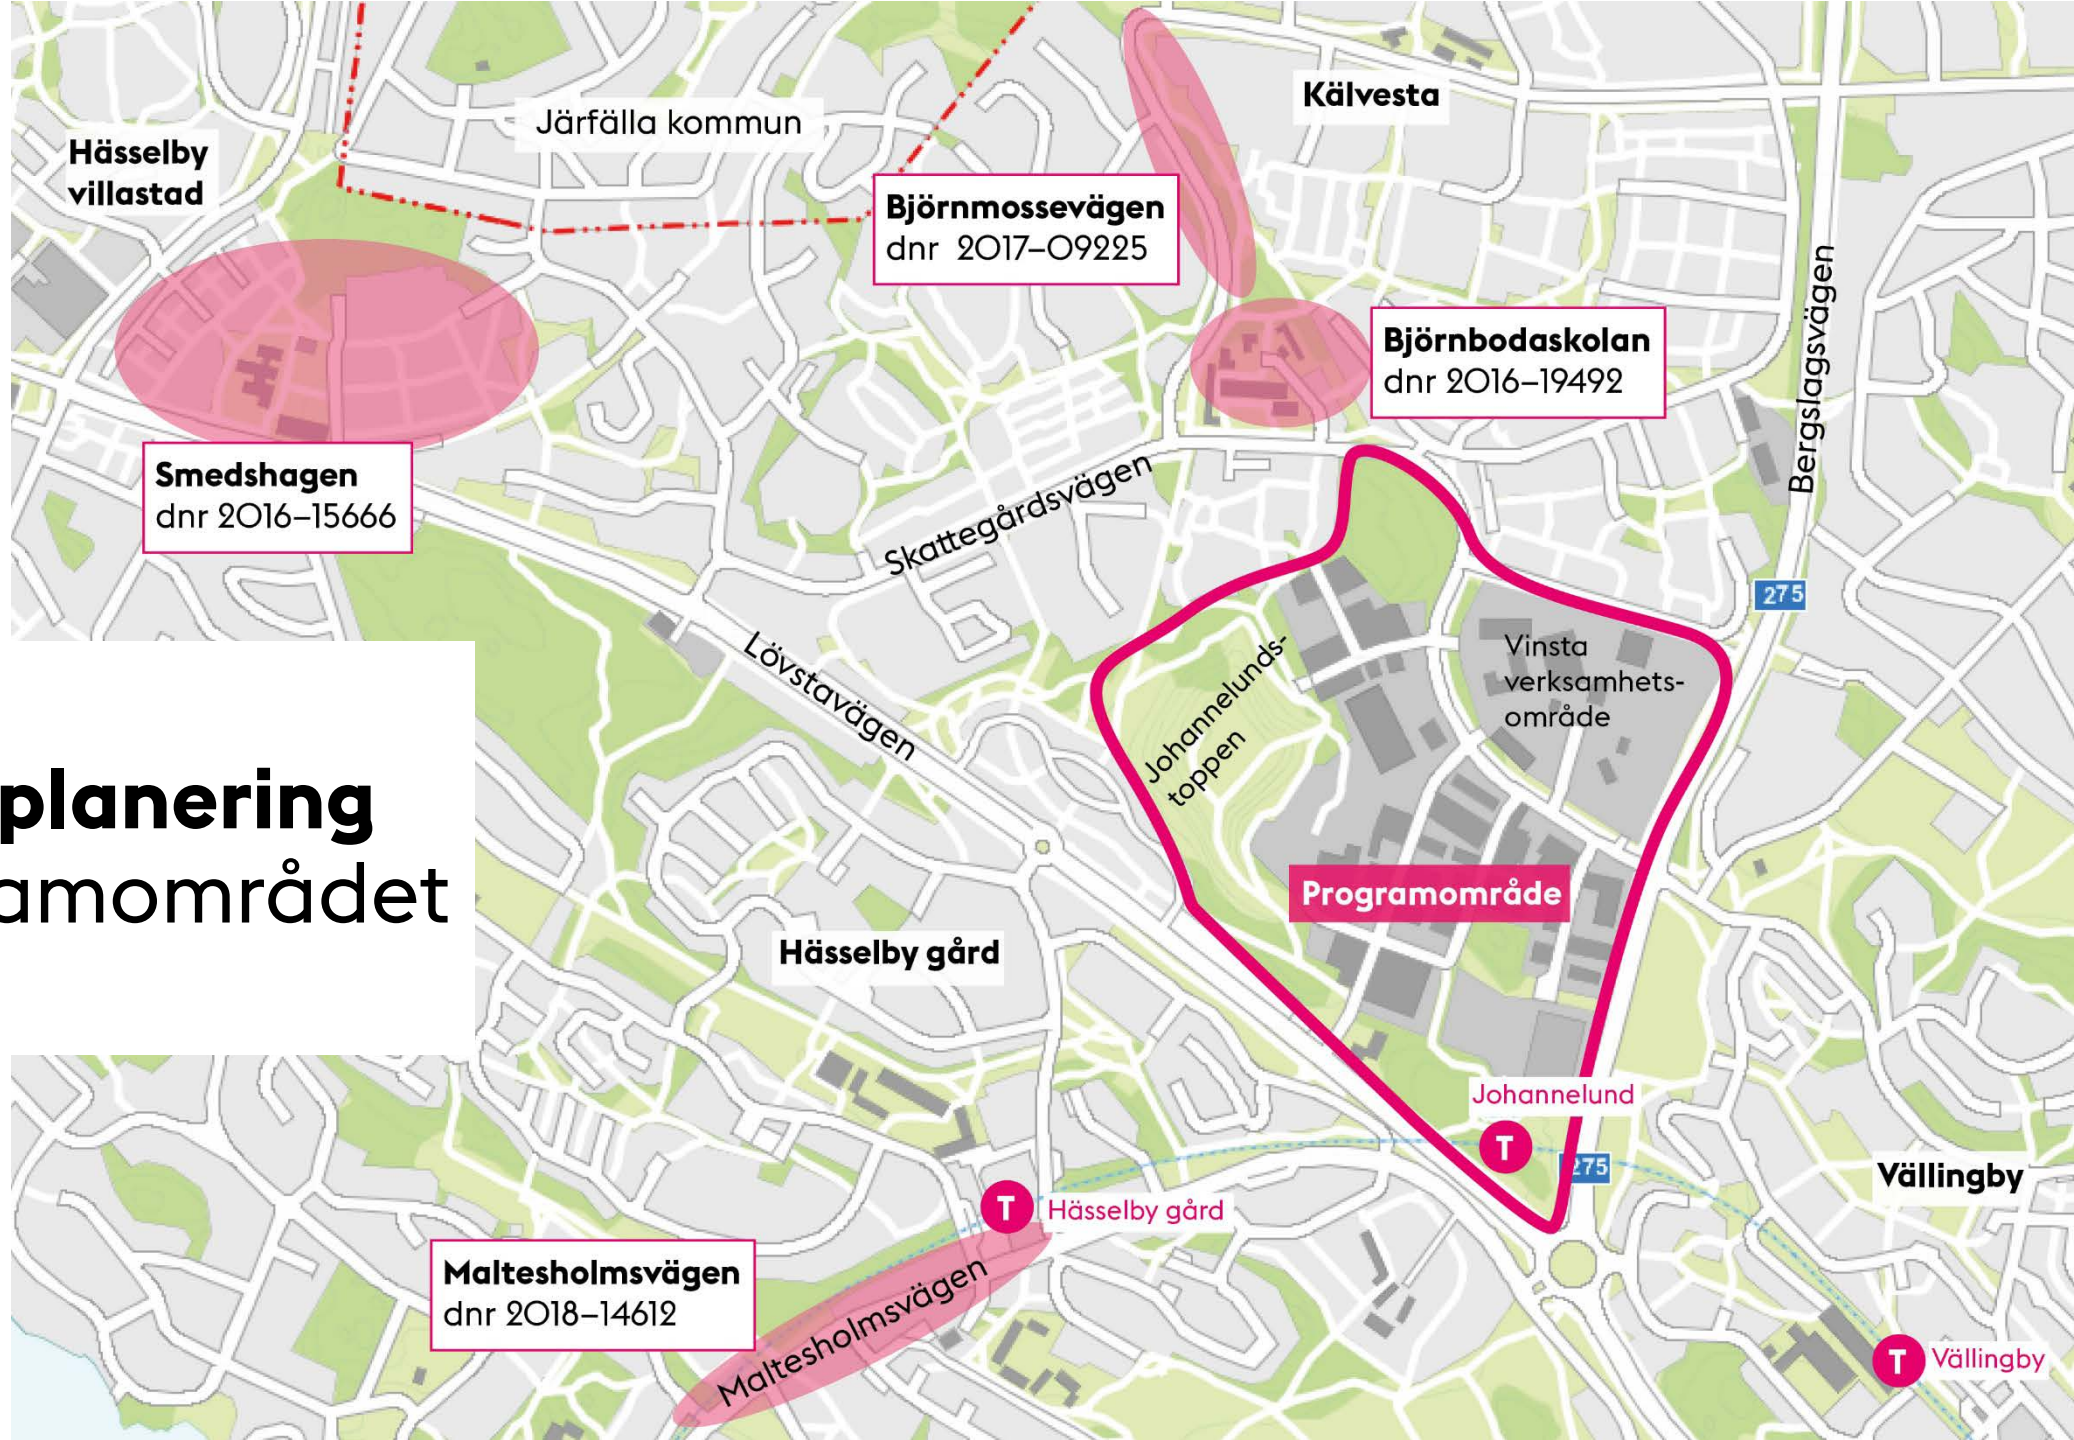 Kälvesta
Järfälla kommun
Hässelby
villastad
Björnmossevägen
dnr 2017–09225
Björnbodaskolan
dnr 2016–19492
Bergslagsvägen
Smedshagen
dnr 2016–15666
Skattegårdsvägen
275
Lövstavägen
Johannelunds-
toppen
Vinsta
verksamhets-
område
planering
amområdet
Programområde
Hässelby gård
Johannelund
T
275
Vällingby
T
Hässelby gård
Maltesholmsvägen
dnr 2018–14612
Maltesholmsvägen
T
Vällingby